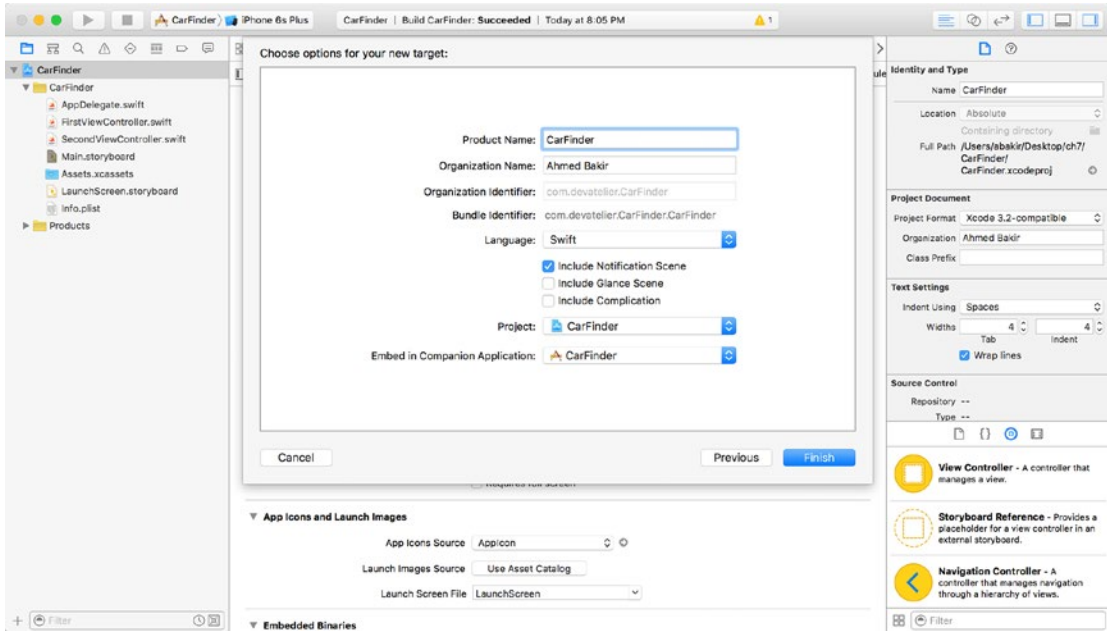 CarFinder
iPhone 6s Plus
CarFinder | Build CarFinder: Succeeded | Today at 8:05 PM
1
CarFinder
CarFinder
AppDelegate.swift
FirstViewController.swift
SecondViewController.swift
Main.storyboard
Assets.xcassets
LaunchScreen.storyboard
Info.plist
Products
Filter
Choose options for your new target:
Product Name: CarFinder
Organization Name: Ahmed Bakir
Organization Identifier: com.devatelier.CarFinder
Bundle Identifier: com.devatelier.CarFinder.CarFinder
Language: Swift
Include Notification Scene
Include Glance Scene
Include Complication
Project: CarFinder
Embed in Companion Application: CarFinder
Cancel
Previous
Finish
App Icons and Launch Images
App Icons Source AppIcon
Launch Images Source Use Asset Catalog
Launch Screen File LaunchScreen
Embedded Binaries
Identity and Type
Name CarFinder
Location Absolute
Containing directory
Full Path /Users/abakir/Desktop/ch7/
CarFinder/
CarFinder.xcodeproj
Project Document
Project Format Xcode 3.2-compatible
Organization Ahmed Bakir
Class Prefix
Text Settings
Indent Using Spaces
Widths 4 4
Tab Indent
Wrap lines
Source Control
Repository --
Type --
View Controller - A controller that
manages a view.
Storyboard Reference - Provides a
placeholder for a view controller in an
external storyboard.
Navigation Controller - A
controller that manages navigation
through a hierarchy of views.
Filter